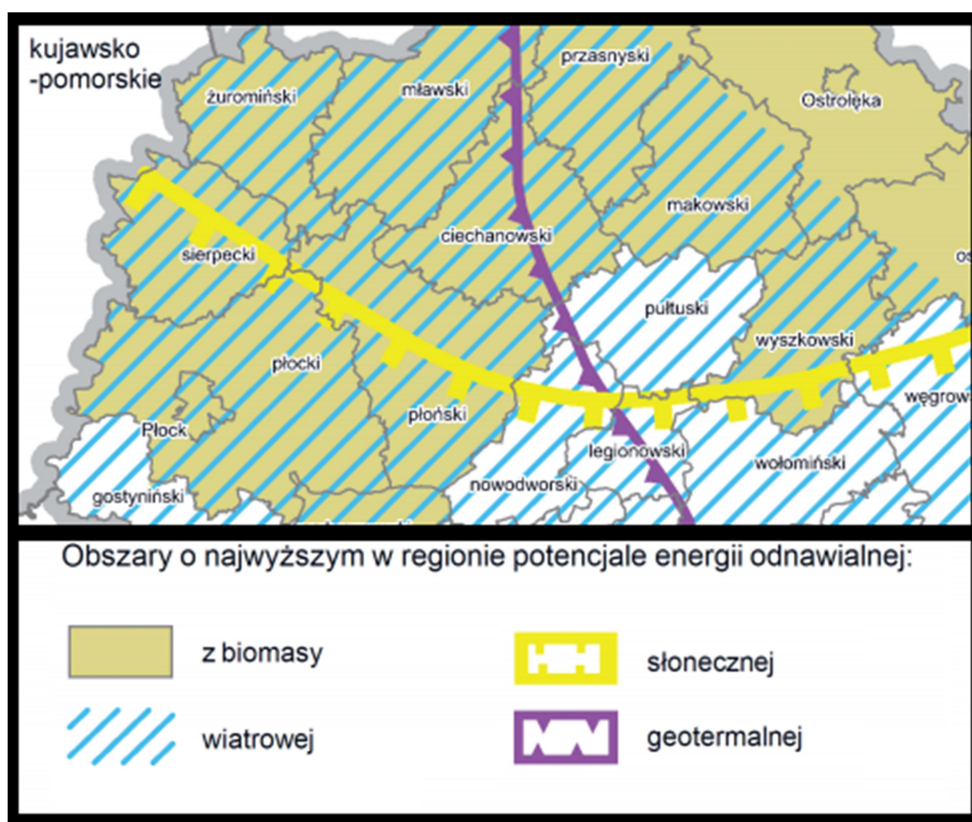 kujawsko
-pomorskie
przasnyski
żuromiński
mławski
Ostrołęka
makowski
ciechanowski
sierpecki
os
pułtuski
wyszkowski
płocki
węgrow
płoński
Płock
legionowski
wołomiński
nowodworski
gostyniński
Obszary o najwyższym w regionie potencjale energii odnawialnej:
z biomasy
słonecznej
wiatrowej
geotermalnej